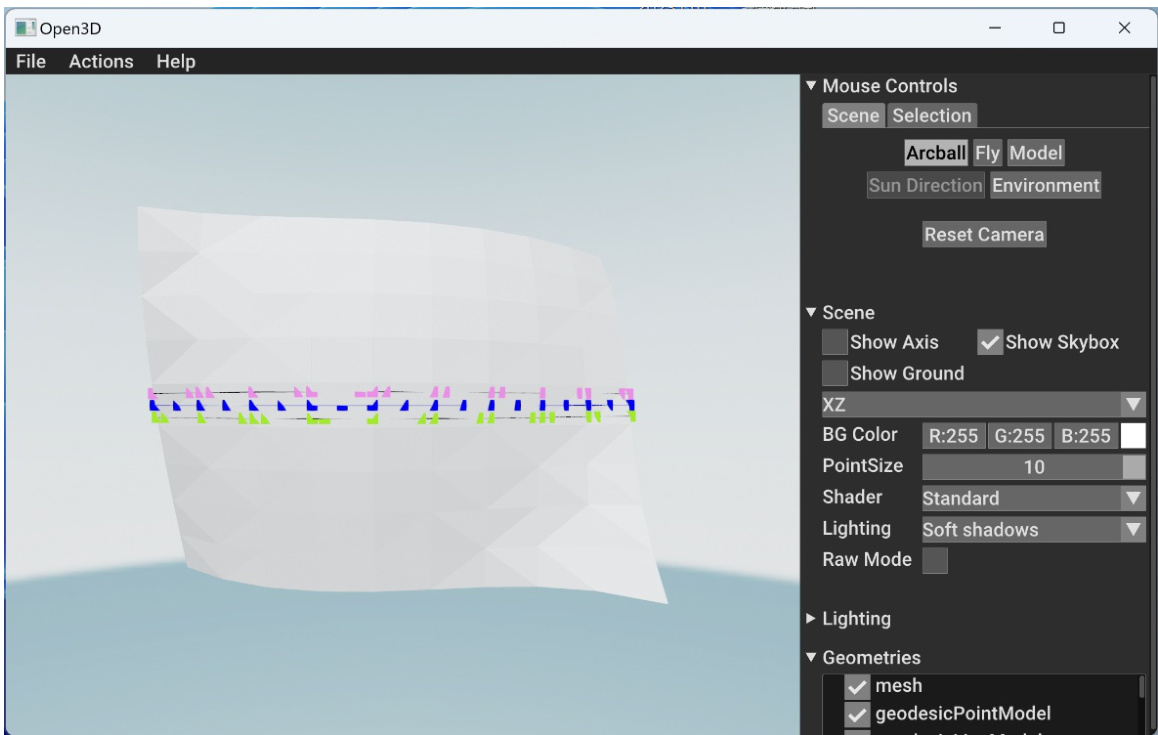 Open3D
File Actions Help
Mouse Controls
Scene Selection
Arcball Fly Model
Sun Direction Environment
Reset Camera
Scene
Show Axis Show Skybox
Show Ground
XZ
BG Color R:255 G:255 B:255
PointSize 10
Shader Standard
Lighting Soft shadows
Raw Mode
Lighting
Geometries
mesh
geodesicPointModel